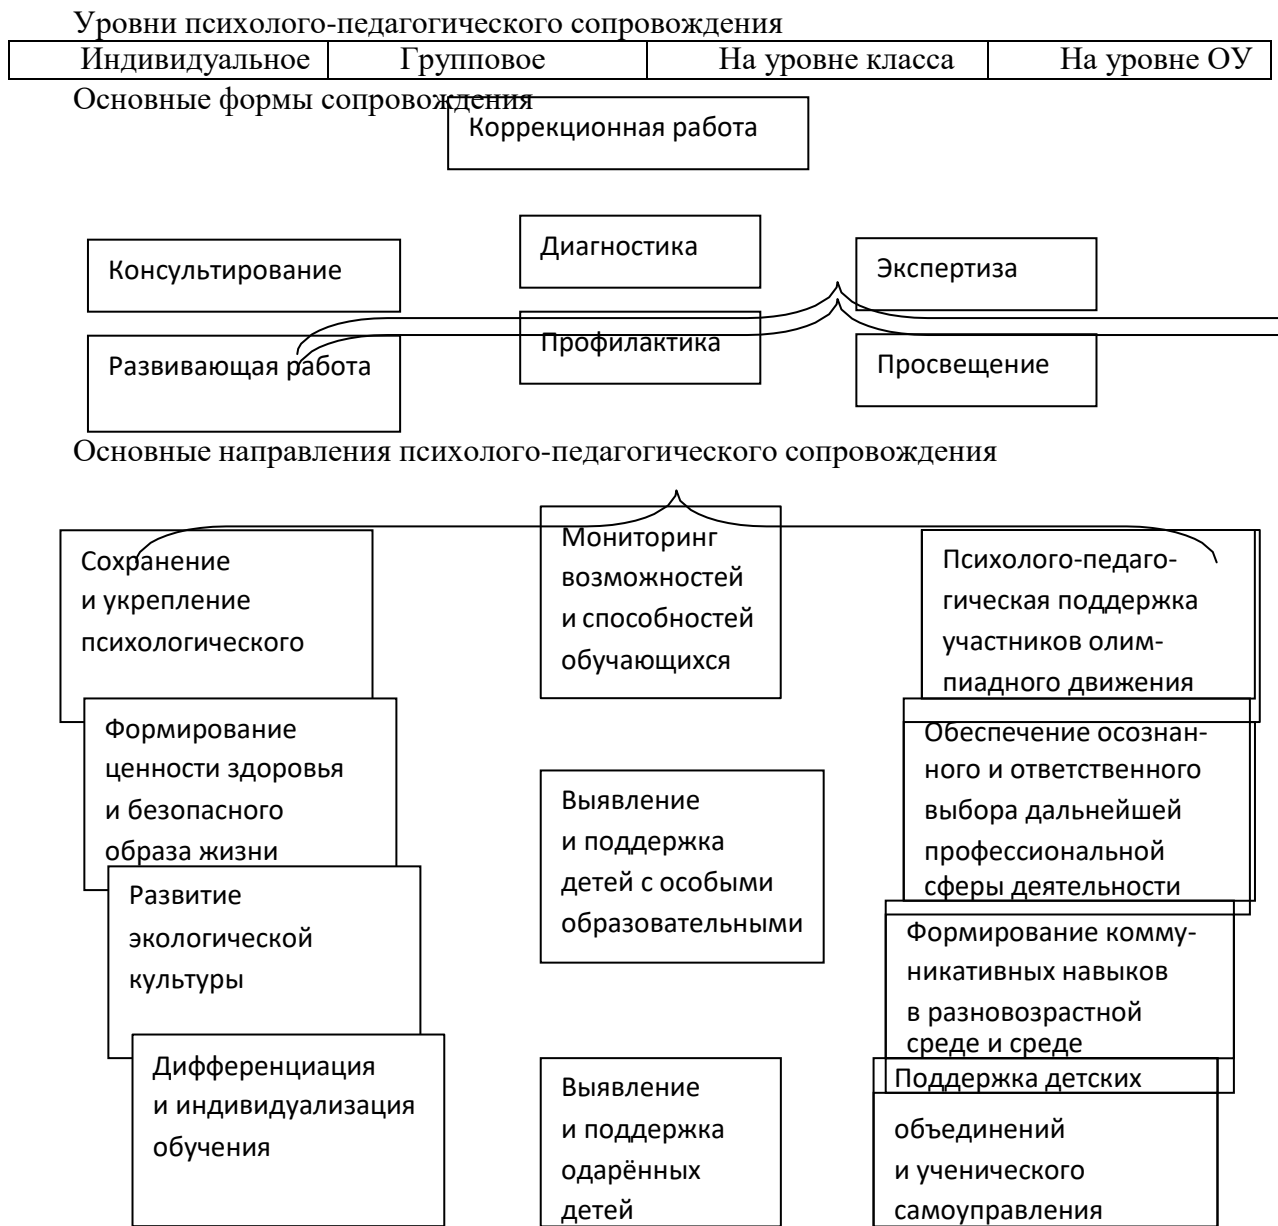 Уровни психолого-педагогического сопровождения
Индивидуальное Групповое На уровне класса На уровне ОУ
Основные формы сопровождения
Коррекционная работа
Консультирование
Диагностика
Экспертиза
Развивающая работа
Профилактика
Просвещение
Основные направления психолого-педагогического сопровождения
Сохранение
и укрепление
психологического
Мониторинг
возможностей
и способностей
обучающихся
Психолого-педаго-
гическая поддержка
участников олим-
пиадного движения
Формирование
ценности здоровья
и безопасного
образа жизни
Выявление
и поддержка
детей с особыми
образовательными
Обеспечение осознан-
ного и ответственного
выбора дальнейшей
профессиональной
сферы деятельности
Развитие
экологической
культуры
Формирование комму-
никативных навыков
в разновозрастной
среде и среде
Дифференциация
и индивидуализация
обучения
Выявление
и поддержка
одарённых
детей
Поддержка детских
объединений
и ученического
самоуправления